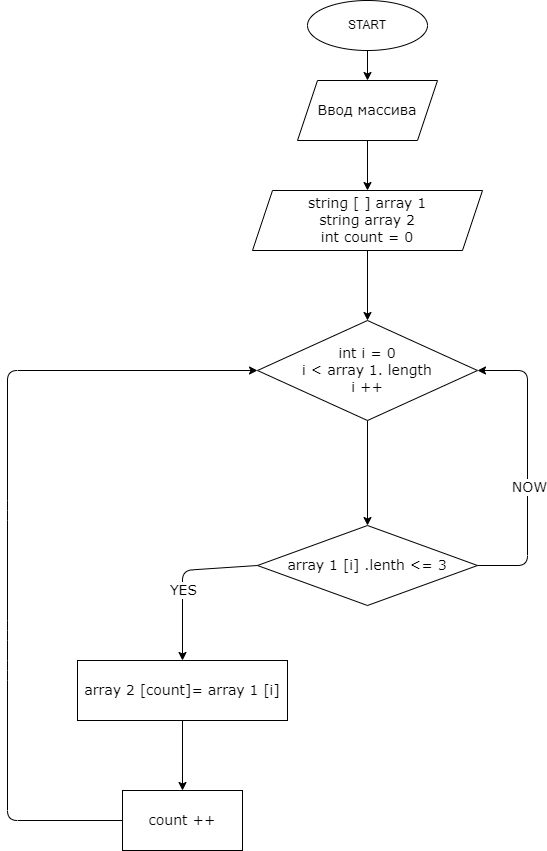 START
Ввод массива
string [ ] array 1
string array 2
int count = 0
int i = 0
i < array 1. length
i ++
NOW
array 1 [i] .lenth <= 3
YES
array 2 [count]= array 1 [i]
count ++